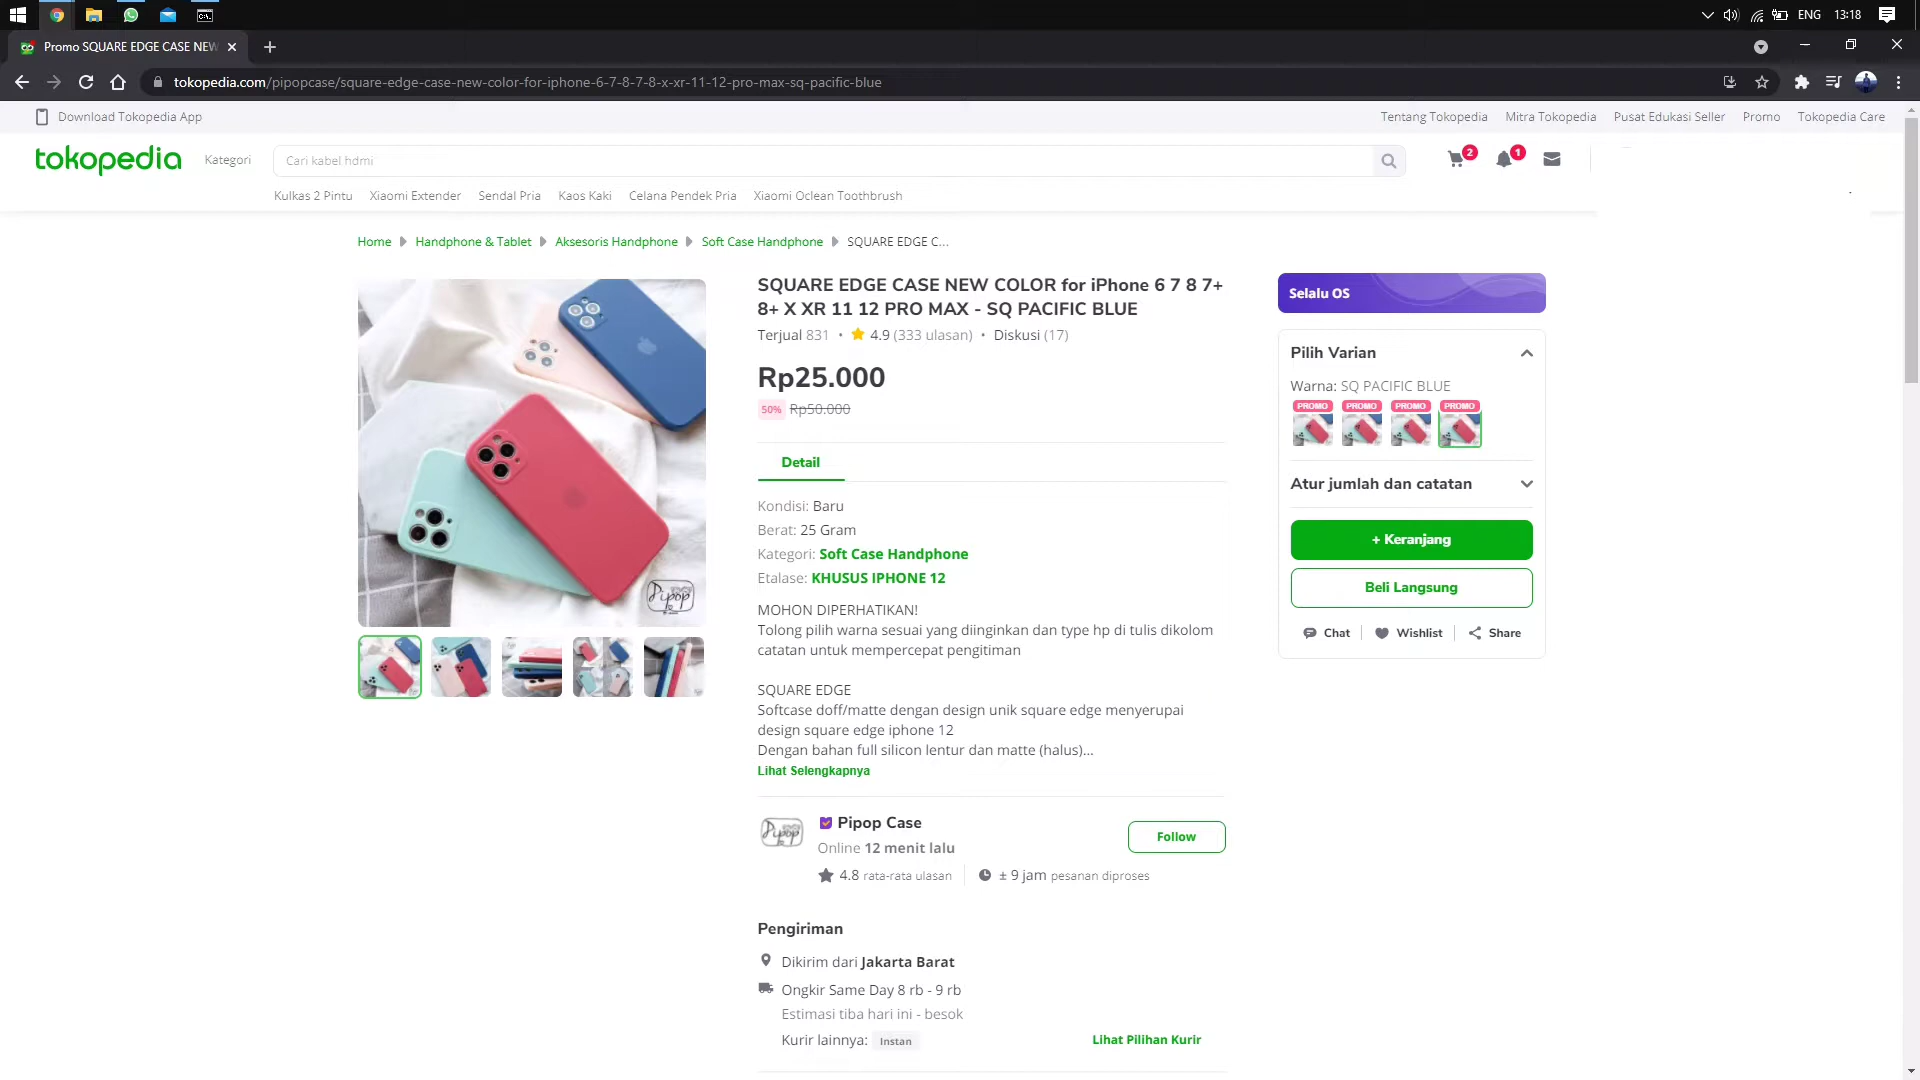 ENG
13:18
Promo SQUARE EDGE CASE NEW
tokopedia.com/pipopcase/square-edge-case-new-color-for-iphone-6-7-8-7-8-x-xr-11-12-pro-max-sq-pacific-blue
Download Tokopedia App
Tentang Tokopedia
Mitra Tokopedia
Pusat Edukasi Seller
Promo
Tokopedia Care
tokopedia
Kategori
Cari kabel hdmi
2
1
Kulkas 2 Pintu
Xiaomi Extender
Sendal Pria
Kaos Kaki
Celana Pendek Pria
Xiaomi Oclean Toothbrush
Home
Handphone & Tablet
Aksesoris Handphone
Soft Case Handphone
SQUARE EDGE C...
Pipop
SQUARE EDGE CASE NEW COLOR for iPhone 6 7 8 7+
8+ X XR 11 12 PRO MAX - SQ PACIFIC BLUE
Terjual 831 • 4.9 (333 ulasan) • Diskusi (17)
Rp25.000
50% Rp50.000
Detail
Kondisi: Baru
Berat: 25 Gram
Kategori: Soft Case Handphone
Etalase: KHUSUS IPHONE 12
MOHON DIPERHATIKAN!
Tolong pilih warna sesuai yang diinginkan dan type hp di tulis dikolom
catatan untuk mempercepat pengitiman
SQUARE EDGE
Softcase doff/matte dengan design unik square edge menyerupai
design square edge iphone 12
Dengan bahan full silicon lentur dan matte (halus)...
Lihat Selengkapnya
Pipop
Pipop Case
Online 12 menit lalu
Follow
4.8 rata-rata ulasan
± 9 jam pesanan diproses
Pengiriman
Dikirim dari Jakarta Barat
Ongkir Same Day 8 rb - 9 rb
Estimasi tiba hari ini - besok
Kurir lainnya: Instan
Lihat Pilihan Kurir
Selalu OS
Pilih Varian
Warna: SQ PACIFIC BLUE
PROMO
PROMO
PROMO
PROMO
Atur jumlah dan catatan
+ Keranjang
Beli Langsung
Chat
Wishlist
Share